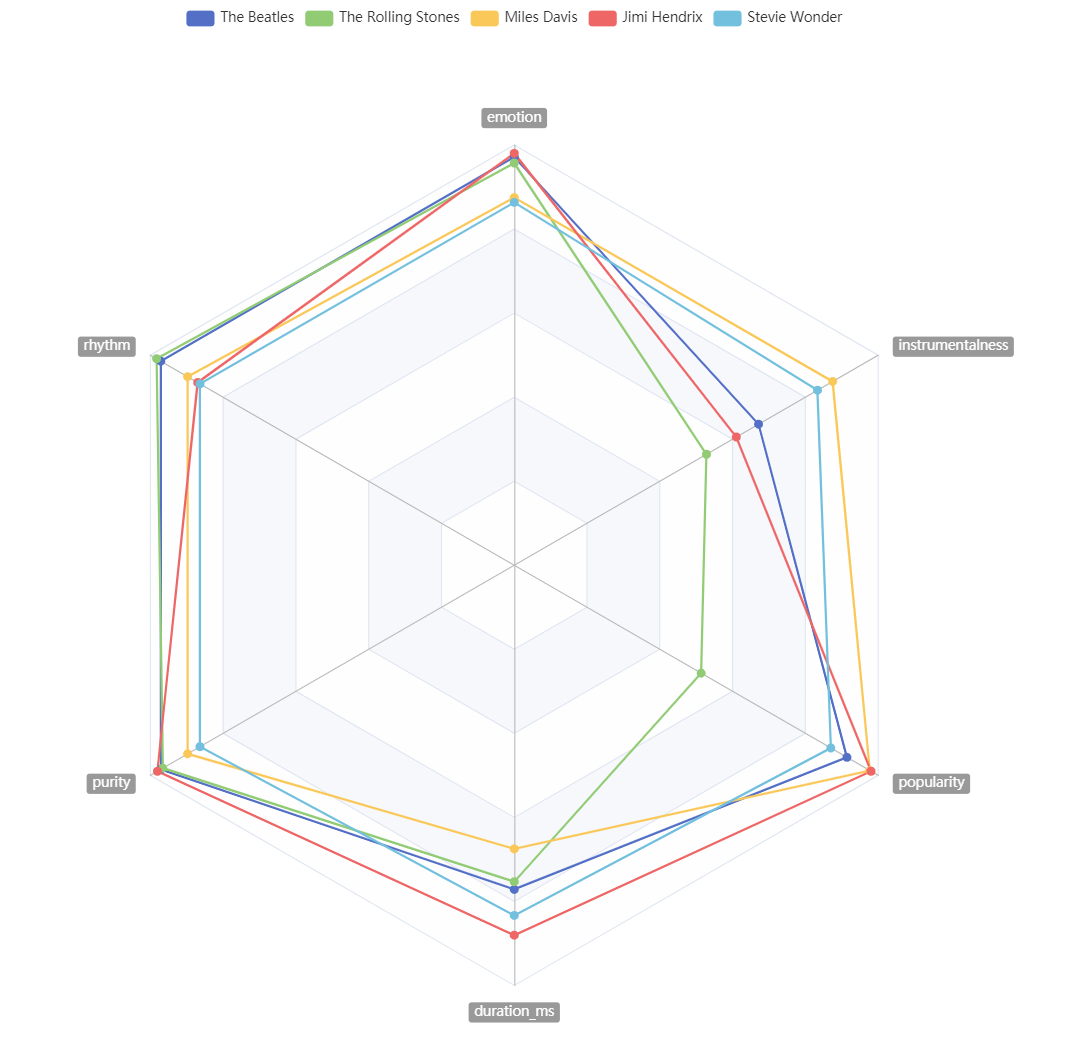 The Beatles The Rolling Stones Miles Davis Jimi Hendrix Stevie Wonder
emotion
rhythm
instrumentalness
purity
popularity
duration_ms